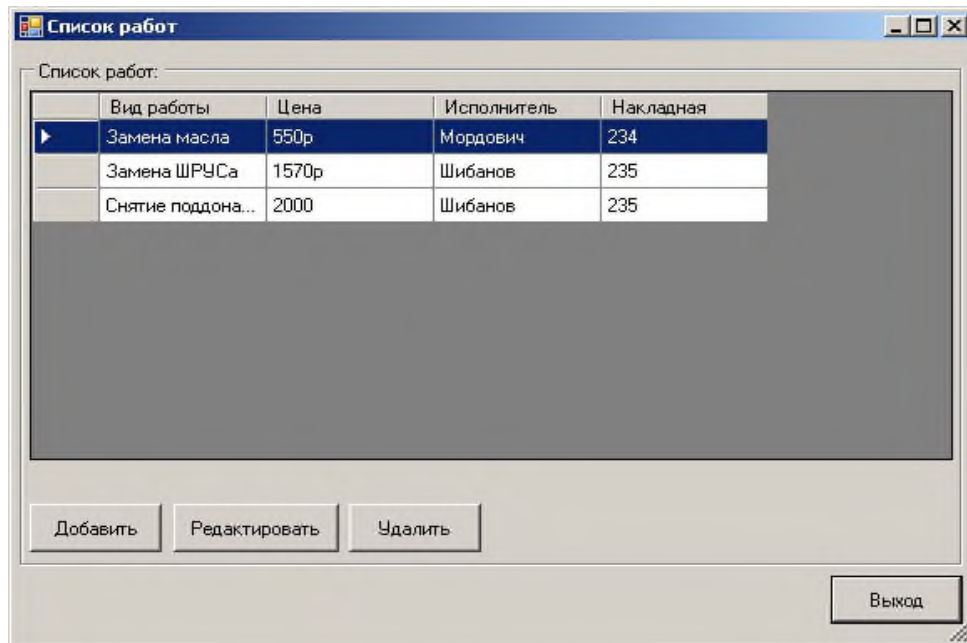 Список работ
Список работ:
Вид работы Цена Исполнитель Накладная
Замена масла 550р Мордович 234
Замена ШРУСа 1570р Шибанов 235
Снятие поддона... 2000 Шибанов 235
Добавить Редактировать Удалить
Выход